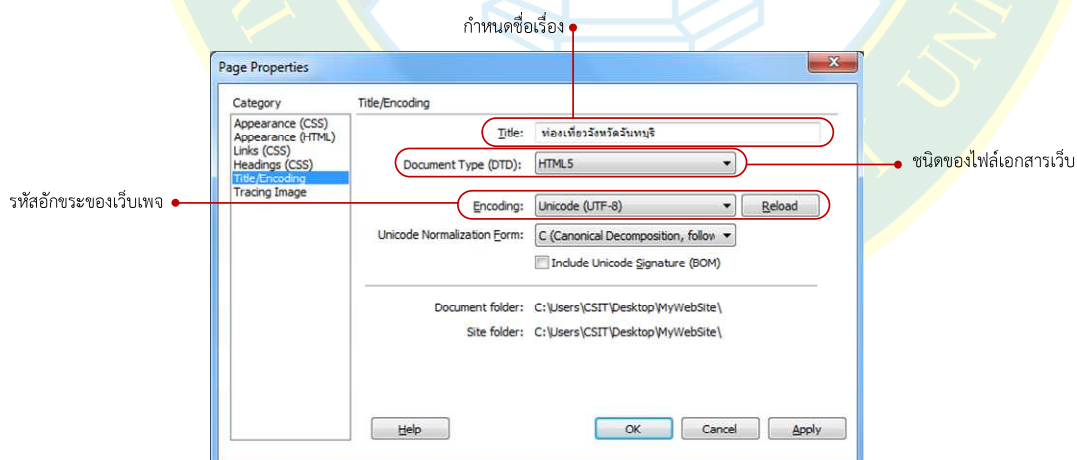 กำหนดชื่อเรื่อง
Page Properties
Category
Title/Encoding
Appearance (CSS)
Appearance (HTML)
Links (CSS)
Headings (CSS)
Title/Encoding
Tracing Image
Title: ท่องเที่ยวจังหวัดจันทบุรี
Document Type (DTD): HTML5
ชนิดของไฟล์เอกสารเว็บ
รหัสอักขระของเว็บเพจ
Encoding: Unicode (UTF-8) Reload
Unicode Normalization Form: C (Canonical Decomposition, follow
Include Unicode Signature (BOM)
Document folder: C:\Users\CSIT\Desktop\MyWebSite\
Site folder: C:\Users\CSIT\Desktop\MyWebSite\
Help OK Cancel Apply
UNI